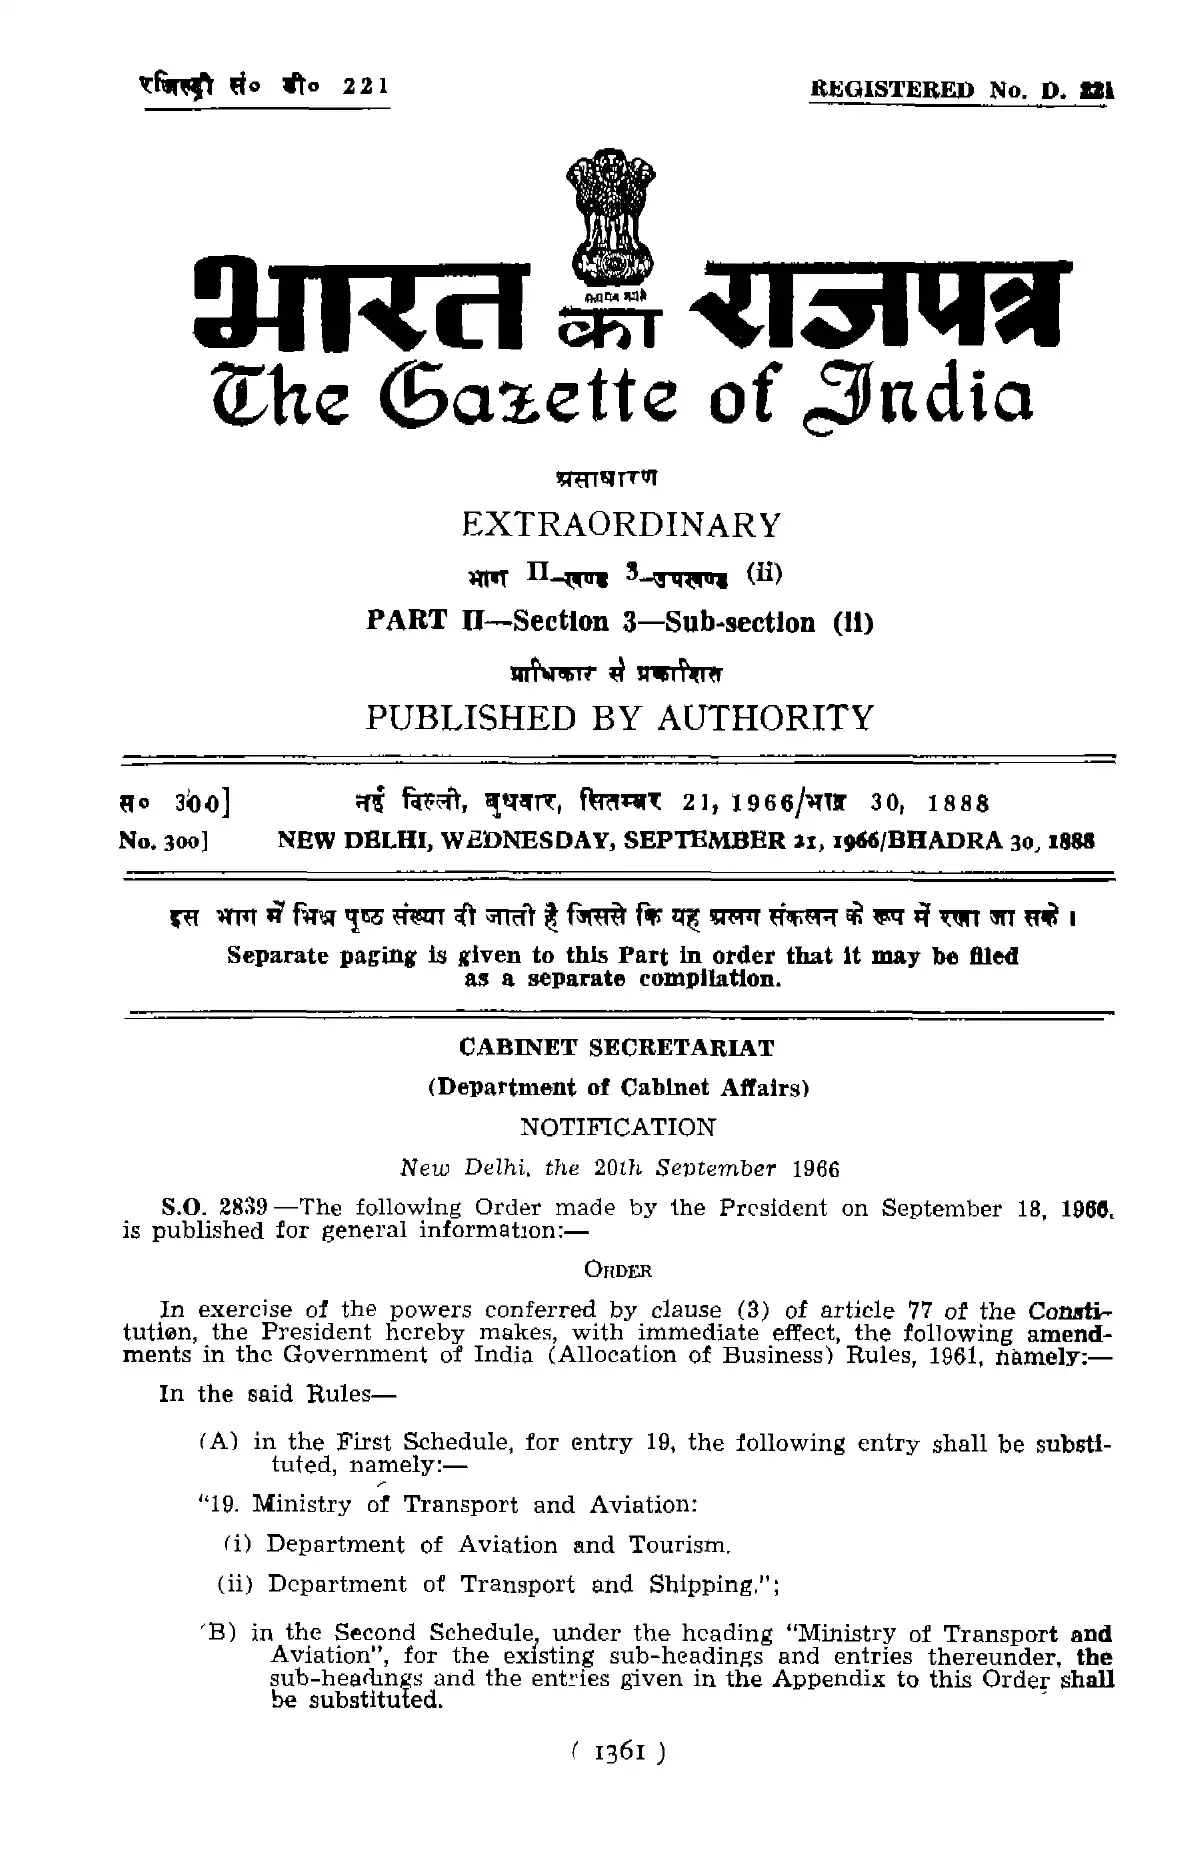 रजिस्ट्री सं० डी० 221
REGISTERED No. D. 221
भारत का राजपत्र
The Gazette of India
असाधारण
EXTRAORDINARY
भाग II—खण्ड 3—उपखण्ड (ii)
PART II—Section 3—Sub-section (ii)
प्राधिकार से प्रकाशित
PUBLISHED BY AUTHORITY
स० 300]
नई दिल्ली, बुधवार, सितम्बर 21, 1966/भाद्र 30, 1888
No. 300]
NEW DELHI, WEDNESDAY, SEPTEMBER 21, 1966/BHADRA 30, 1888
इस भाग में भिन्न पृष्ठ संख्या दी जाती है जिससे कि यह अलग संकलन के रूप में रखा जा सके ।
Separate paging is given to this Part in order that it may be filed
as a separate compilation.
CABINET SECRETARIAT
(Department of Cabinet Affairs)
NOTIFICATION
New Delhi, the 20th September 1966
S.O. 2839—The following Order made by the President on September 18, 1966,
is published for general information:—
ORDER
In exercise of the powers conferred by clause (3) of article 77 of the Consti-
tution, the President hereby makes, with immediate effect, the following amend-
ments in the Government of India (Allocation of Business) Rules, 1961, namely:—
In the said Rules—
(A) in the First Schedule, for entry 19, the following entry shall be substi-
tuted, namely:—
"19. Ministry of Transport and Aviation:
(i) Department of Aviation and Tourism.
(ii) Department of Transport and Shipping.";
(B) in the Second Schedule, under the heading "Ministry of Transport and
Aviation", for the existing sub-headings and entries thereunder, the
sub-headings and the entries given in the Appendix to this Order shall
be substituted.
( 1361 )